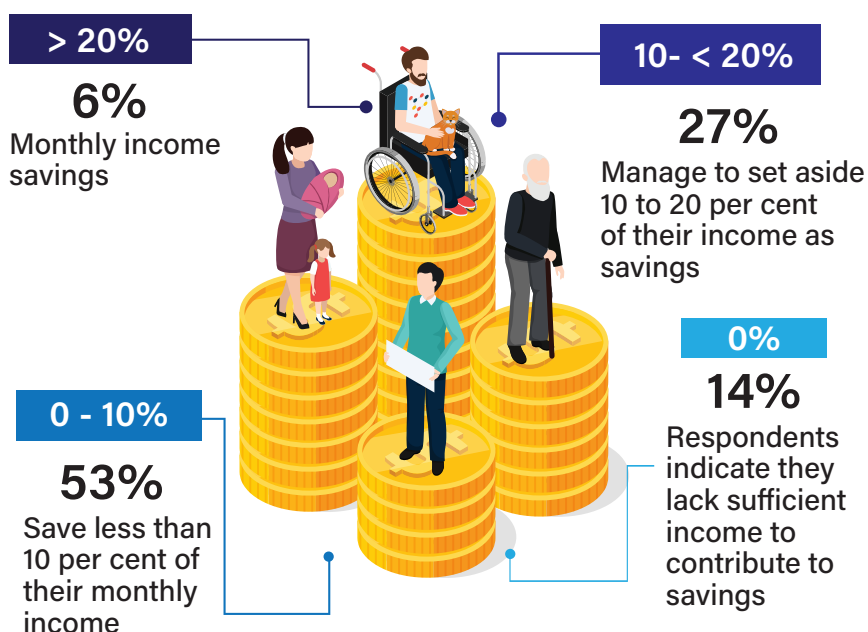 > 20%
6%
Monthly income
savings
10- < 20%
27%
Manage to set aside
10 to 20 per cent
of their income as
savings
0 - 10%
53%
Save less than
10 per cent of
their monthly
income
0%
14%
Respondents
indicate they
lack sufficient
income to
contribute to
savings